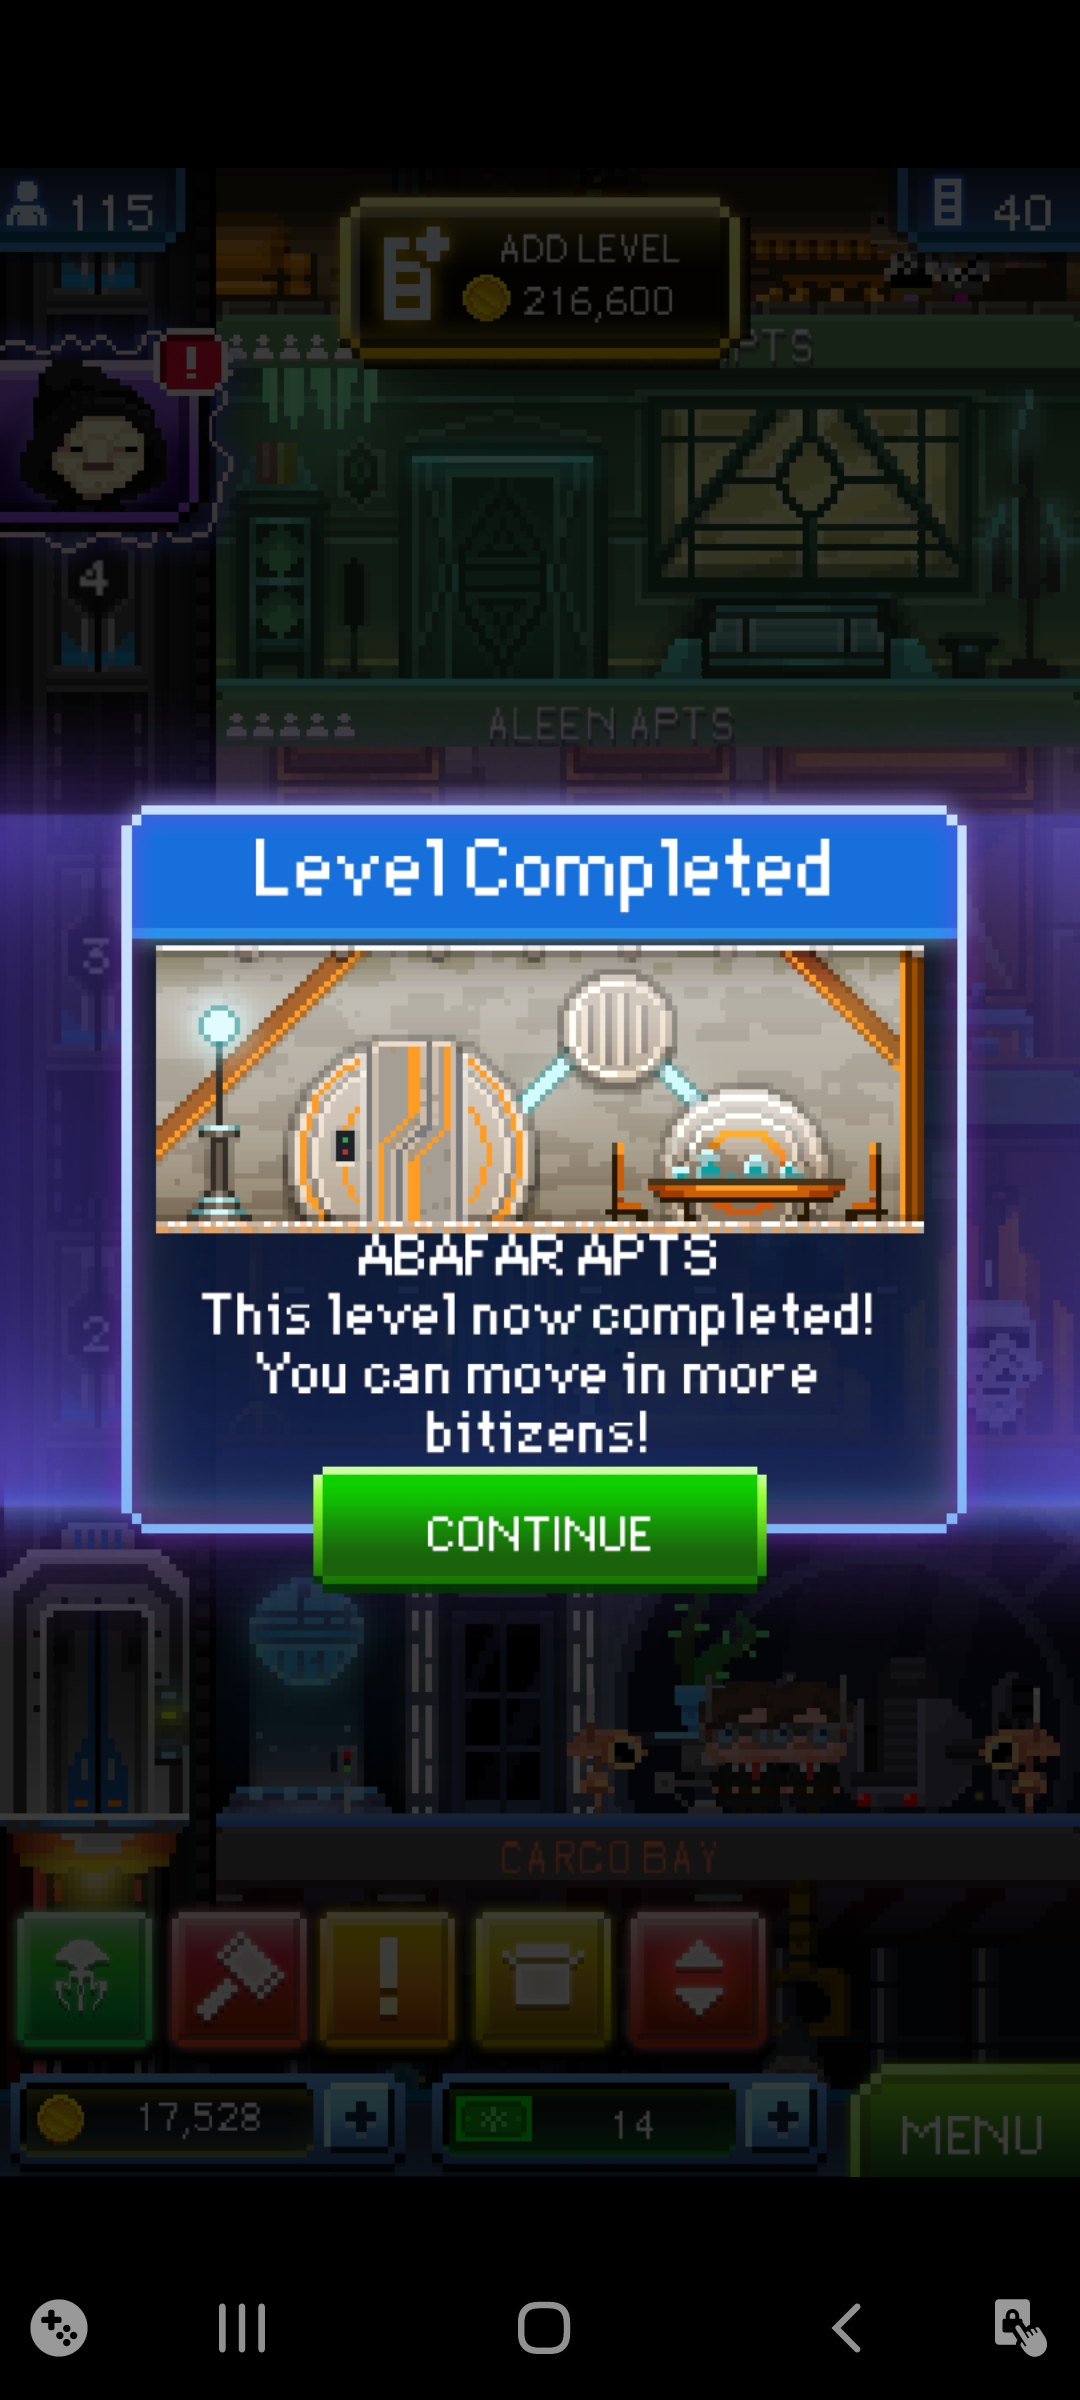 115
ADD LEVEL
216,600
40
PTS
4
ALEEN APTS
Level Completed
3
ABAFAR APTS
This level now completed!
You can move in more
bitizens!
2
CONTINUE
CARGO BAY
17,528
14
MENU